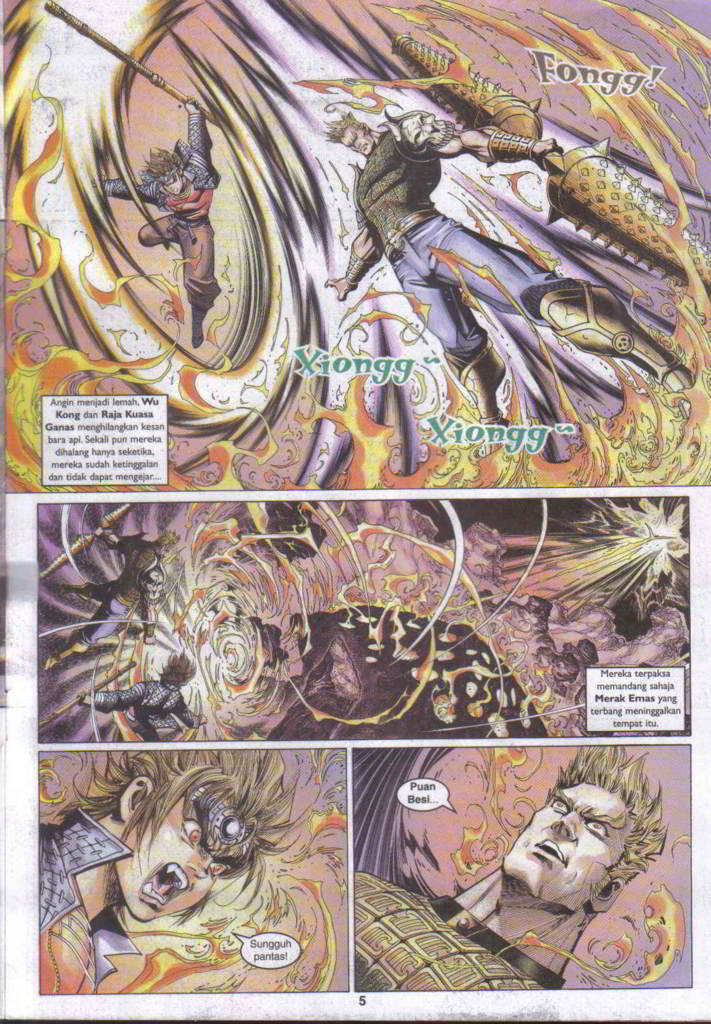 Fongg!
Xiongg~
Xiongg~
Angin menjadi lemah, Wu
Kong dan Raja Kuasa
Ganas menghilangkan kesan
bara api. Sekali pun mereka
dihalang hanya seketika,
mereka sudah ketinggalan
dan tidak dapat mengejar....
Mereka terpaksa
memandang sahaja
Merak Emas yang
terbang meninggalkan
tempat itu.
Sungguh
pantas!
Puan
Besi...
5